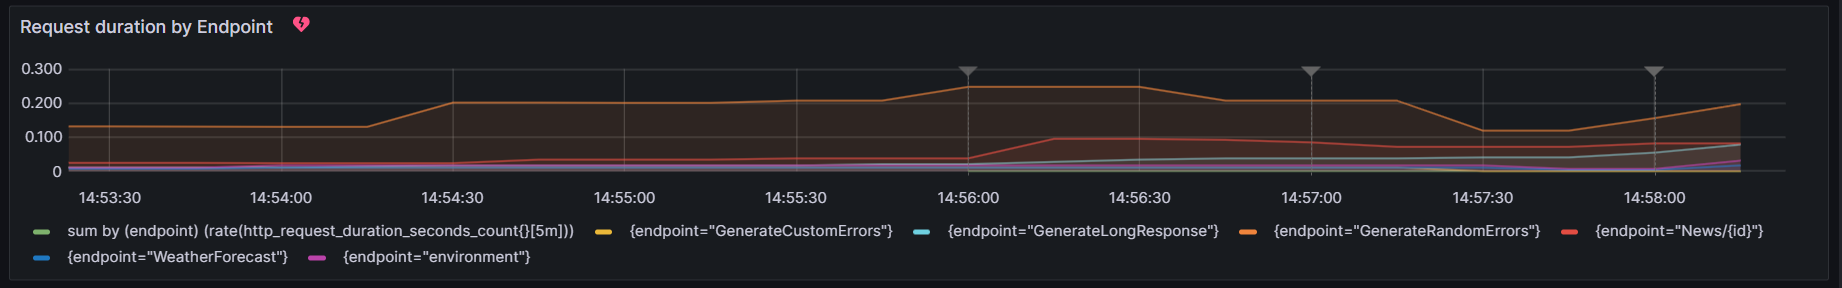 Request duration by Endpoint
0.300
0.200
0.100
0
14:53:30 14:54:00 14:54:30 14:55:00 14:55:30 14:56:00 14:56:30 14:57:00 14:57:30 14:58:00
sum by (endpoint) (rate(http_request_duration_seconds_count{}[5m])) {endpoint="GenerateCustomErrors"} {endpoint="GenerateLongResponse"} {endpoint="GenerateRandomErrors"} {endpoint="News/{id}"}
{endpoint="WeatherForecast"} {endpoint="environment"}